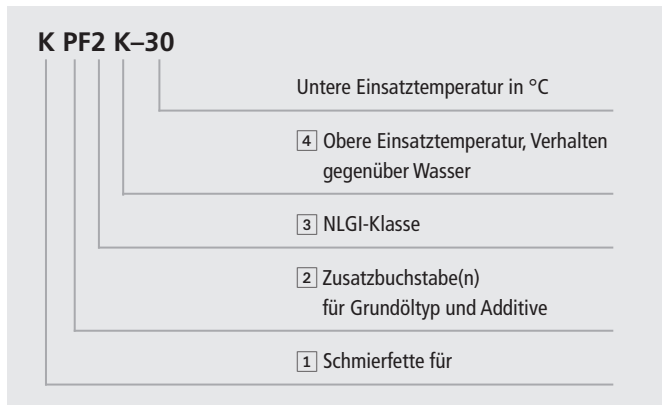 K PF2 K–30
Untere Einsatztemperatur in °C
4 Obere Einsatztemperatur, Verhalten
gegenüber Wasser
3 NLGI-Klasse
2 Zusatzbuchstabe(n)
für Grundöltyp und Additive
1 Schmierfette für